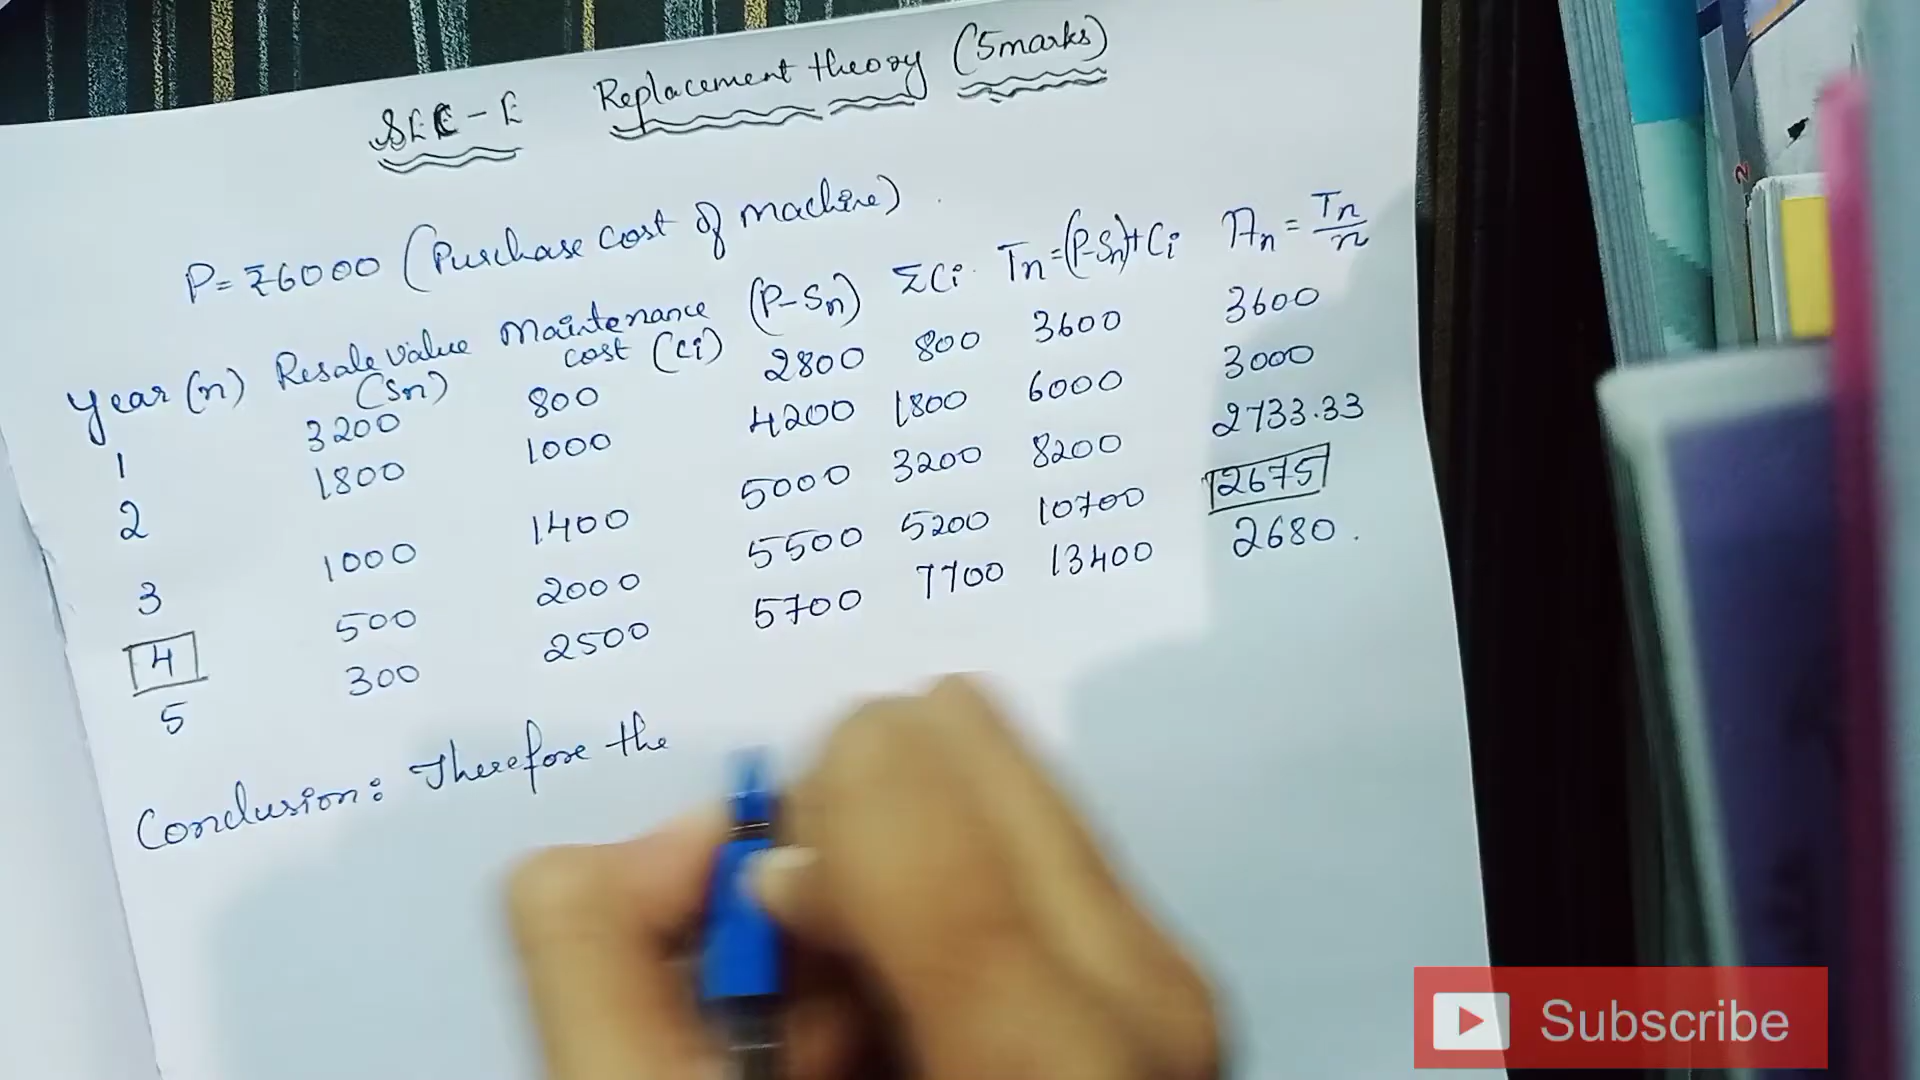 SEC-E Replacement theory (5marks)
P=₹6000 (Purchase cost of machine)
Year (n) Resale value (Sn) Maintenance cost (Ci) (P-Sn) ΣCi Tn=(P-Sn)+Ci An=Tn/n
1 3200 800 2800 800 3600 3600
2 1800 1000 4200 1800 6000 3000
3 1000 1400 5000 3200 8200 2733.33
4 500 2000 5500 5200 10700 2675
5 300 2500 5700 7700 13400 2680.
Conclusion: Therefore the
Subscribe